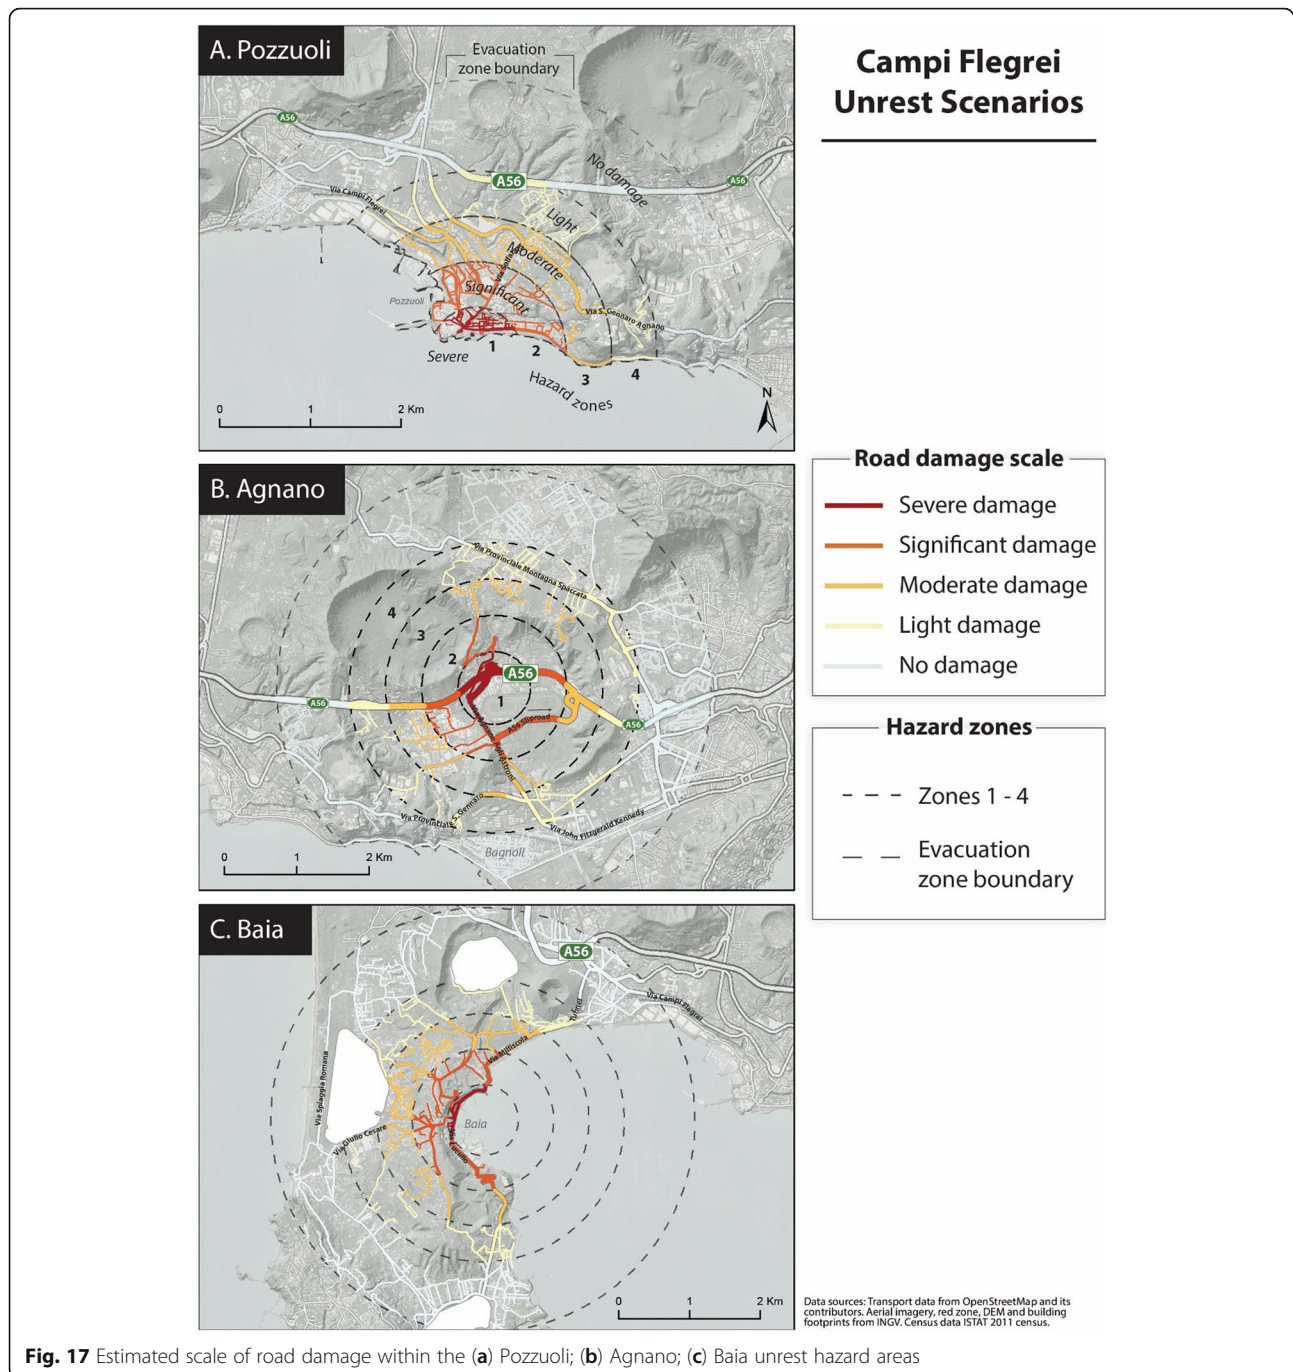 A. Pozzuoli
Evacuation
zone boundary
Campi Flegrei
Unrest Scenarios
A56
A56
A56
No damage
Via Campi Flegrei
Light
Moderate
Significant
Pozzuoli
Via S. Gennaro Agnano
Severe
1
2
3
4
Hazard zones
N
0 1 2 Km
Road damage scale
Severe damage
Significant damage
Moderate damage
Light damage
No damage
Hazard zones
Zones 1 - 4
Evacuation
zone boundary
B. Agnano
Via Provinciale Montagna Spaccata
4
3
2
1
A56
A56
A56
A56 Sliproad
Via Provinciale S. Gennaro
Via John Fitzgerald Kennedy
Bagnoli
0 1 2 Km
C. Baia
A56
Via Campi Flegrei
Tunnel
Via Miliscola
Via Spiaggia Romana
Baia
Via Giulio Cesare
0 1 2 Km
Data sources: Transport data from OpenStreetMap and its
contributors. Aerial imagery, red zone, DEM and building
footprints from INGV. Census data ISTAT 2011 census.
Fig. 17 Estimated scale of road damage within the (a) Pozzuoli; (b) Agnano; (c) Baia unrest hazard areas